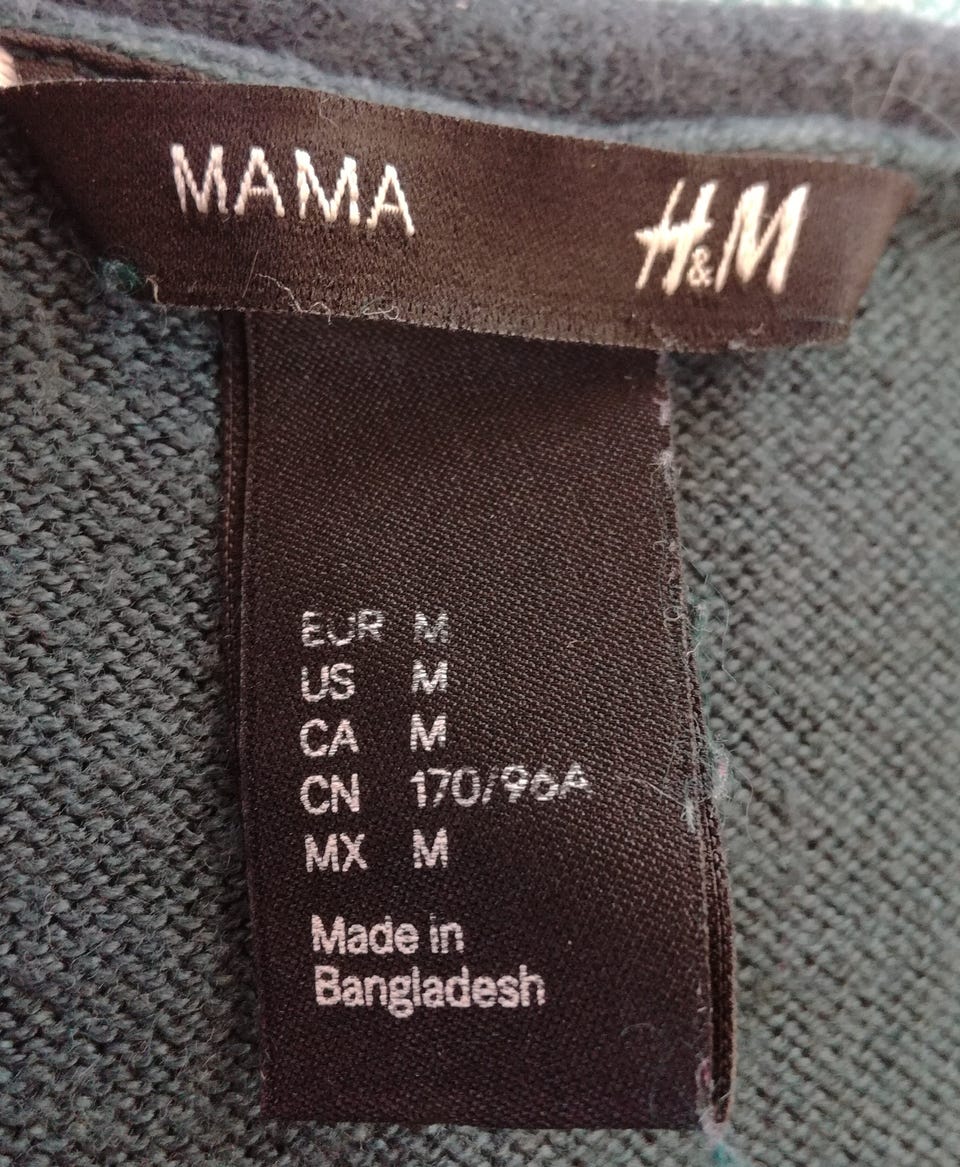 MAMA H&M
EUR M
US M
CA M
CN 170/96A
MX M
Made in
Bangladesh